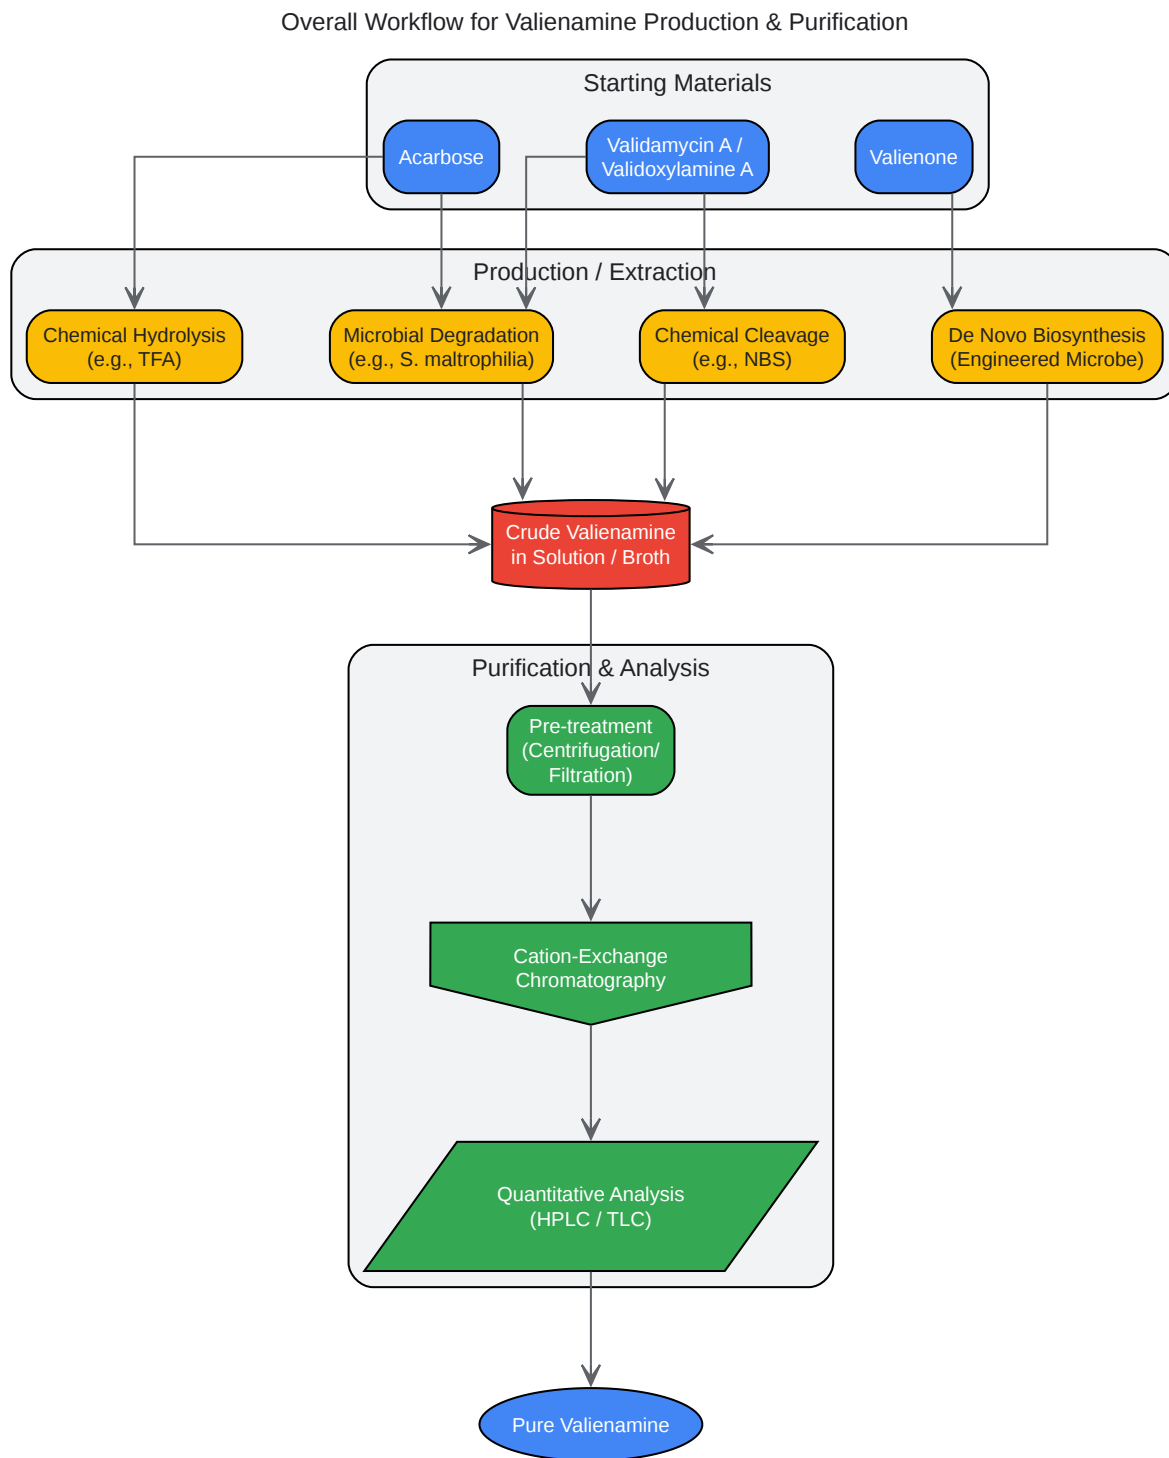 Overall Workflow for Valienamine Production & Purification
Starting Materials
Acarbose
Validamycin A /
Validoxylamine A
Valienone
Production / Extraction
Chemical Hydrolysis
(e.g., TFA)
Microbial Degradation
(e.g., S. maltrophilia)
Chemical Cleavage
(e.g., NBS)
De Novo Biosynthesis
(Engineered Microbe)
Crude Valienamine
in Solution / Broth
Purification & Analysis
Pre-treatment
(Centrifugation/
Filtration)
Cation-Exchange
Chromatography
Quantitative Analysis
(HPLC / TLC)
Pure Valienamine